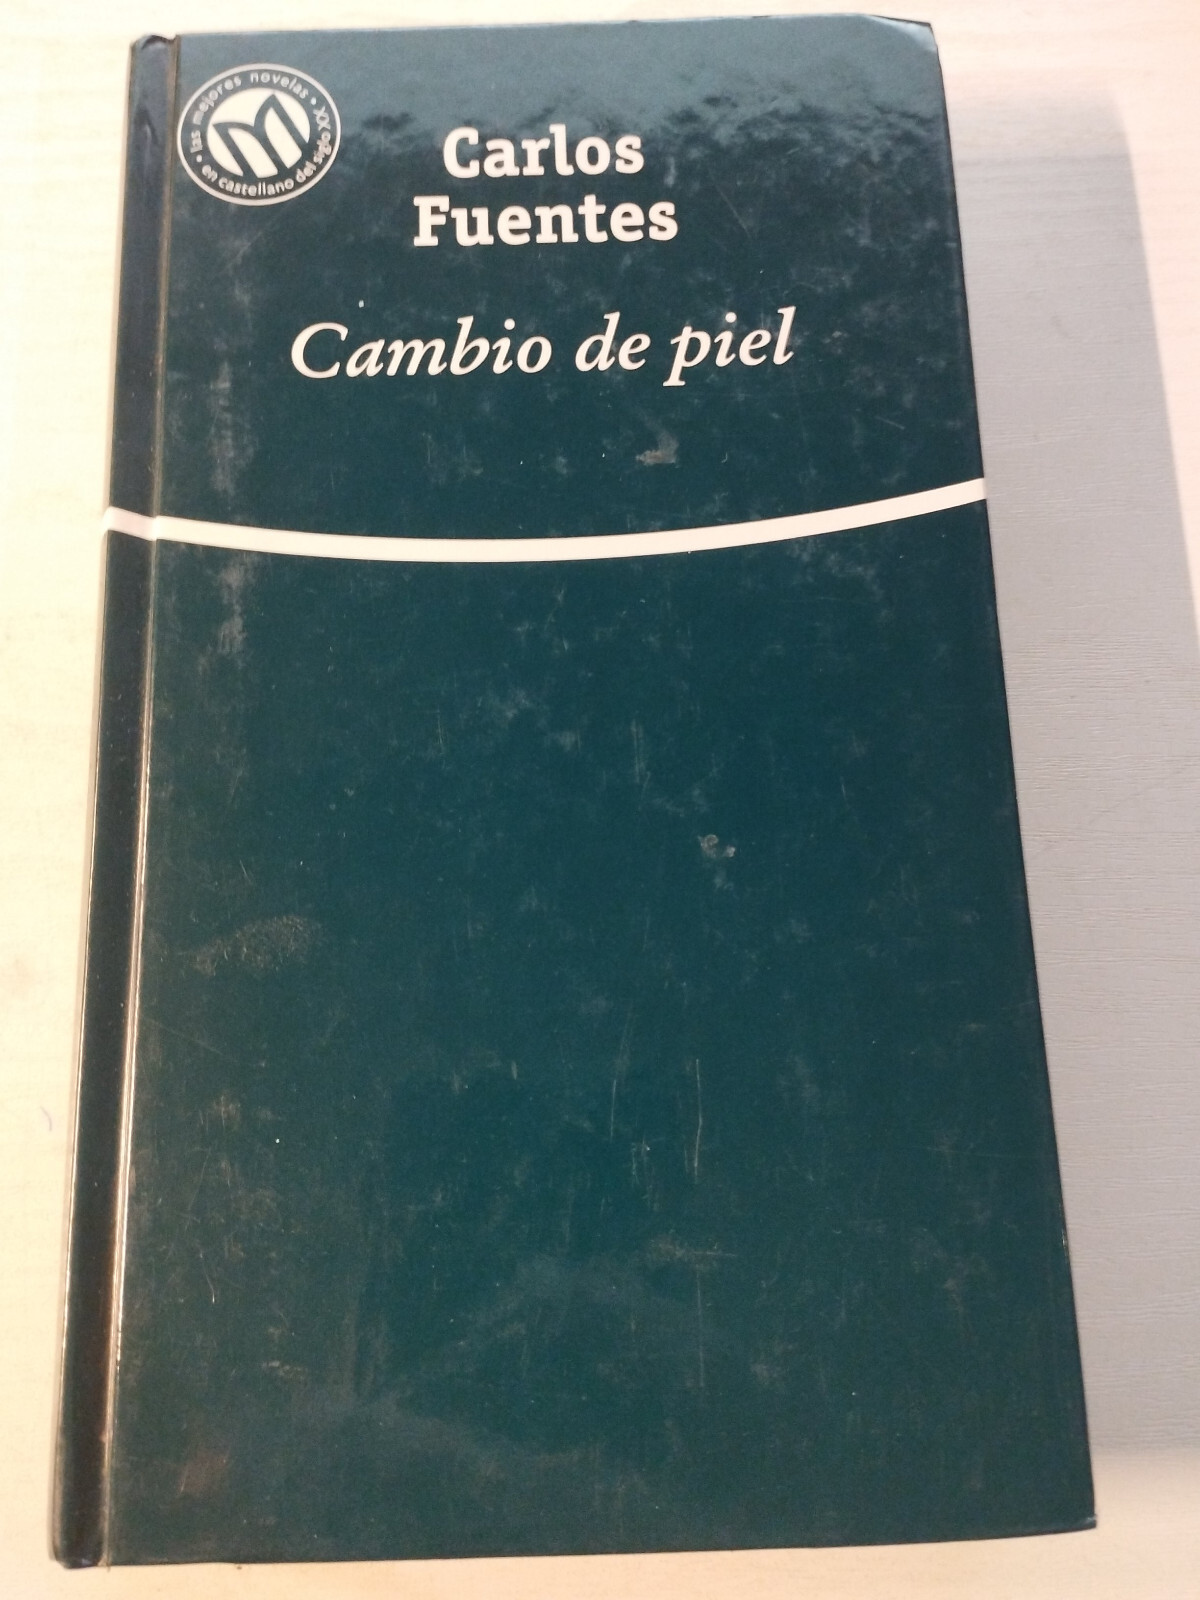 las mejores novelas • en castellano del siglo XX •
Carlos
Fuentes
Cambio de piel